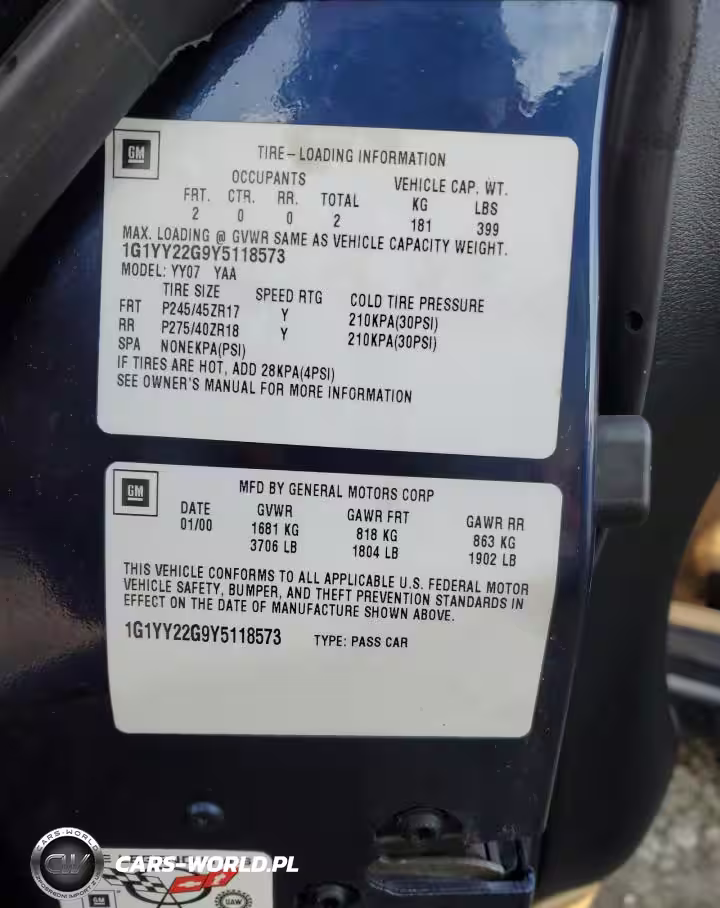 GM
TIRE-LOADING INFORMATION
OCCUPANTS VEHICLE CAP. WT.
FRT. CTR. RR. TOTAL KG LBS
2 0 0 2 181 399
MAX. LOADING @ GVWR SAME AS VEHICLE CAPACITY WEIGHT.
1G1YY22G9Y5118573
MODEL: YY07 YAA
TIRE SIZE SPEED RTG COLD TIRE PRESSURE
FRT P245/45ZR17 Y 210KPA(30PSI)
RR P275/40ZR18 Y 210KPA(30PSI)
SPA NONEKPA(PSI)
IF TIRES ARE HOT, ADD 28KPA(4PSI)
SEE OWNER'S MANUAL FOR MORE INFORMATION
GM
MFD BY GENERAL MOTORS CORP
DATE GVWR GAWR FRT GAWR RR
01/00 1681 KG 818 KG 863 KG
3706 LB 1804 LB 1902 LB
THIS VEHICLE CONFORMS TO ALL APPLICABLE U.S. FEDERAL MOTOR
VEHICLE SAFETY, BUMPER, AND THEFT PREVENTION STANDARDS IN
EFFECT ON THE DATE OF MANUFACTURE SHOWN ABOVE.
1G1YY22G9Y5118573 TYPE: PASS CAR
CARS-WORLD
CW
CARS-WORLD.PL
GM
UAW